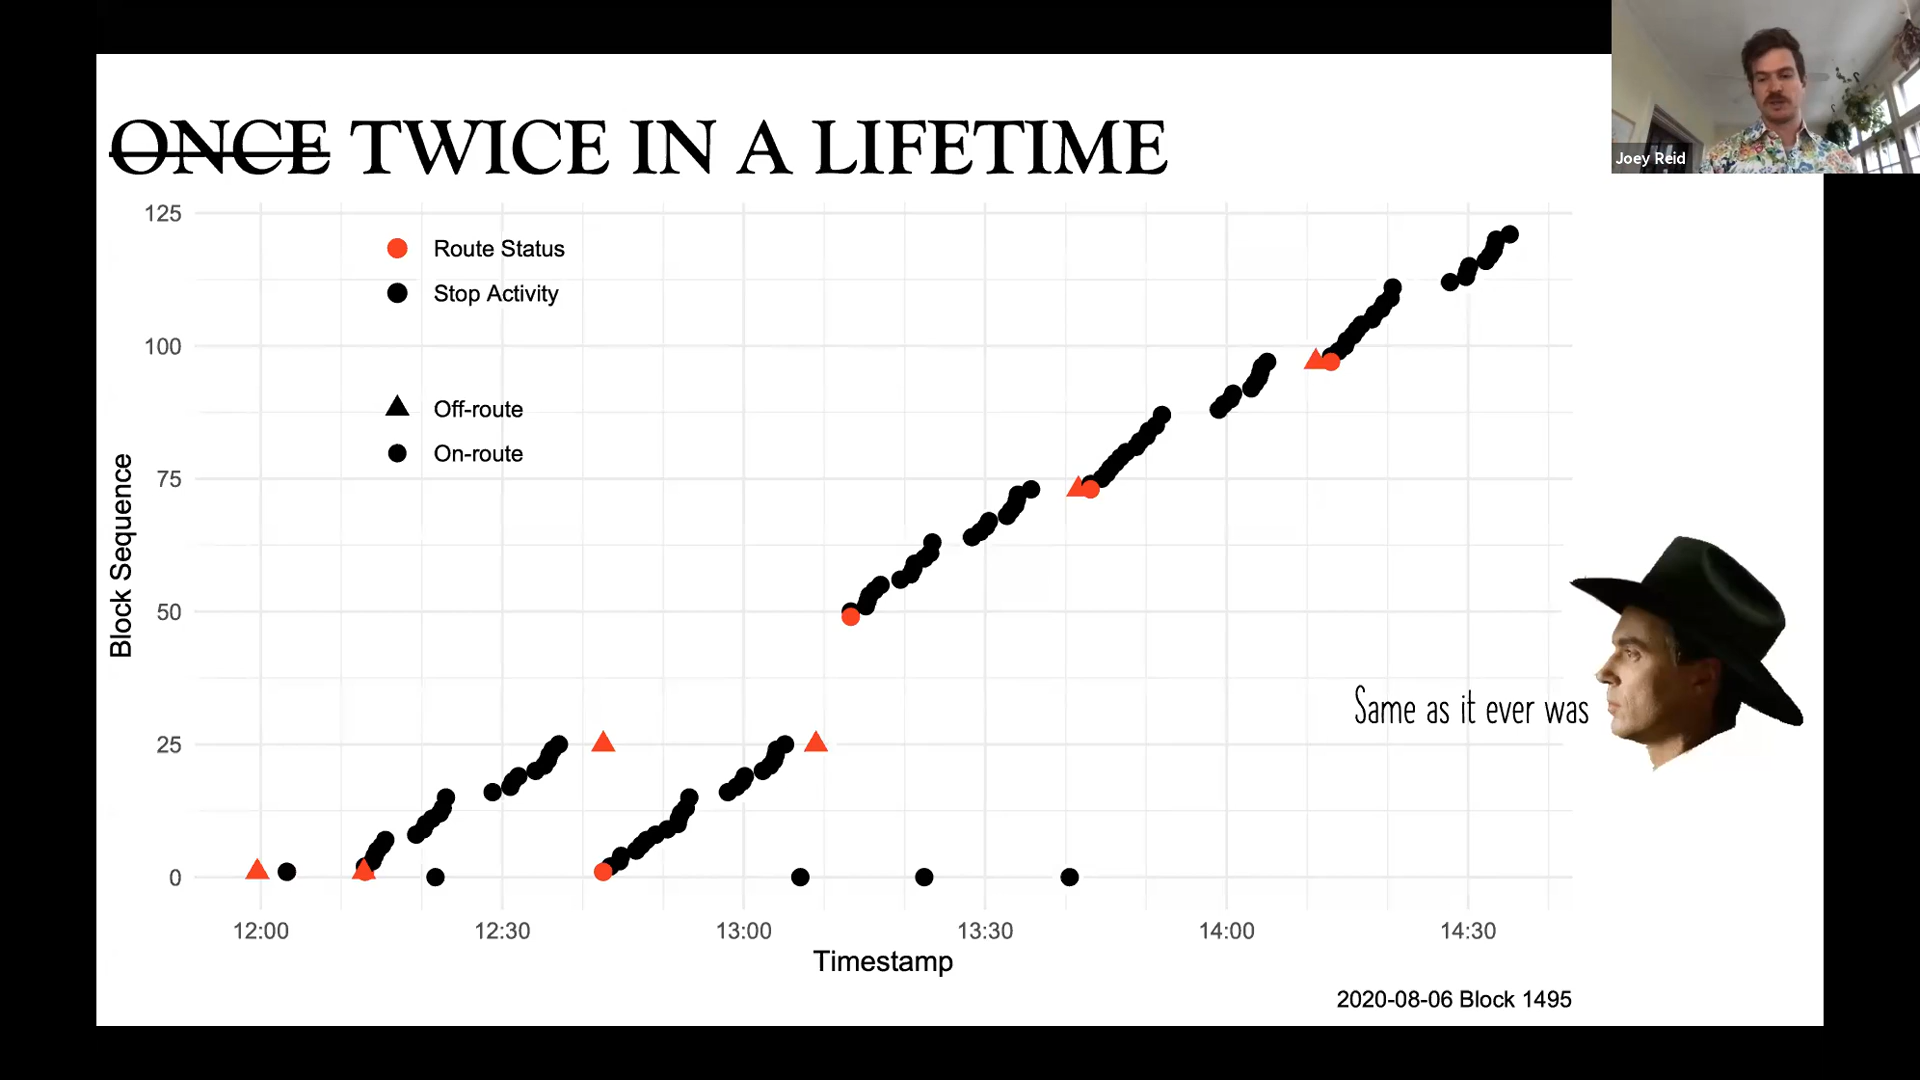 ONCE TWICE IN A LIFETIME
Joey Reid
Route Status
Stop Activity
Off-route
On-route
Block Sequence
125
100
75
50
25
0
Same as it ever was
12:00 12:30 13:00 13:30 14:00 14:30
Timestamp
2020-08-06 Block 1495